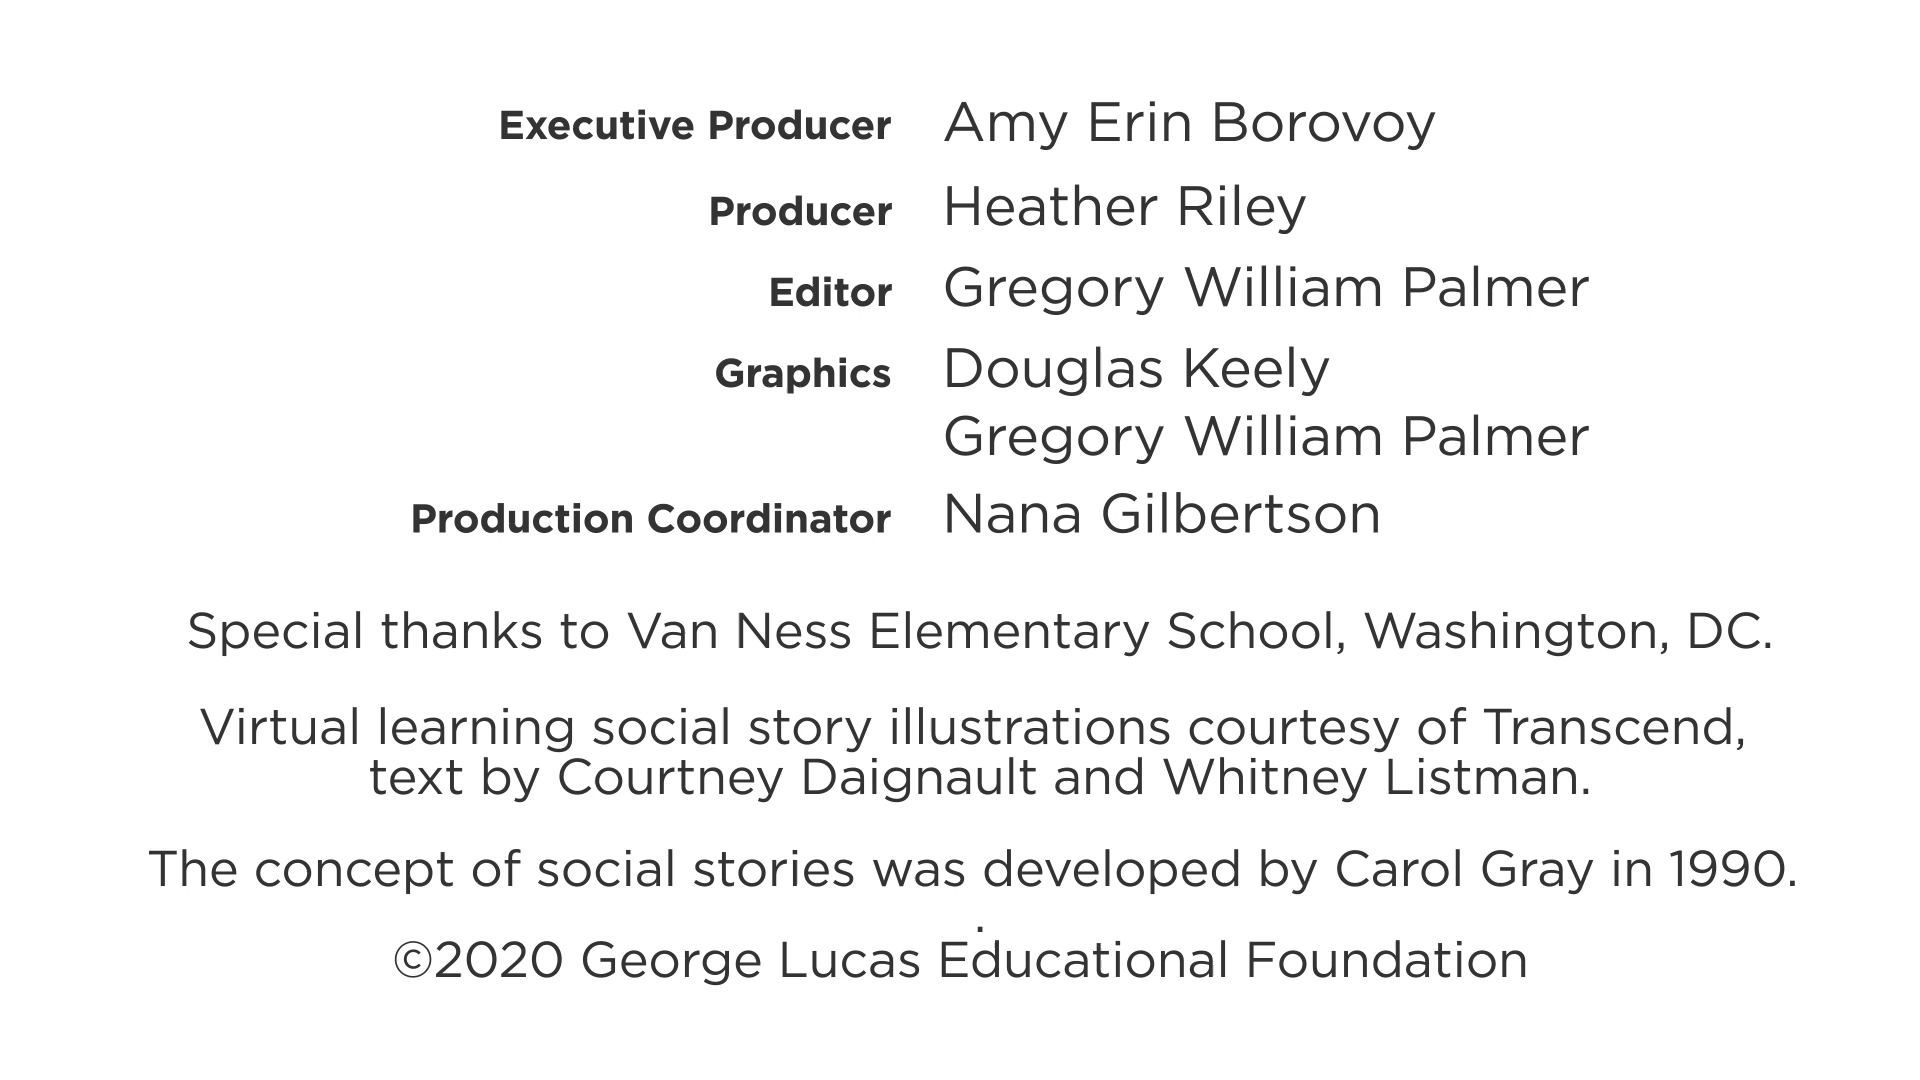 Executive Producer Amy Erin Borovoy
Producer Heather Riley
Editor Gregory William Palmer
Graphics Douglas Keely
Gregory William Palmer
Production Coordinator Nana Gilbertson
Special thanks to Van Ness Elementary School, Washington, DC.
Virtual learning social story illustrations courtesy of Transcend,
text by Courtney Daignault and Whitney Listman.
The concept of social stories was developed by Carol Gray in 1990.
.
©2020 George Lucas Educational Foundation